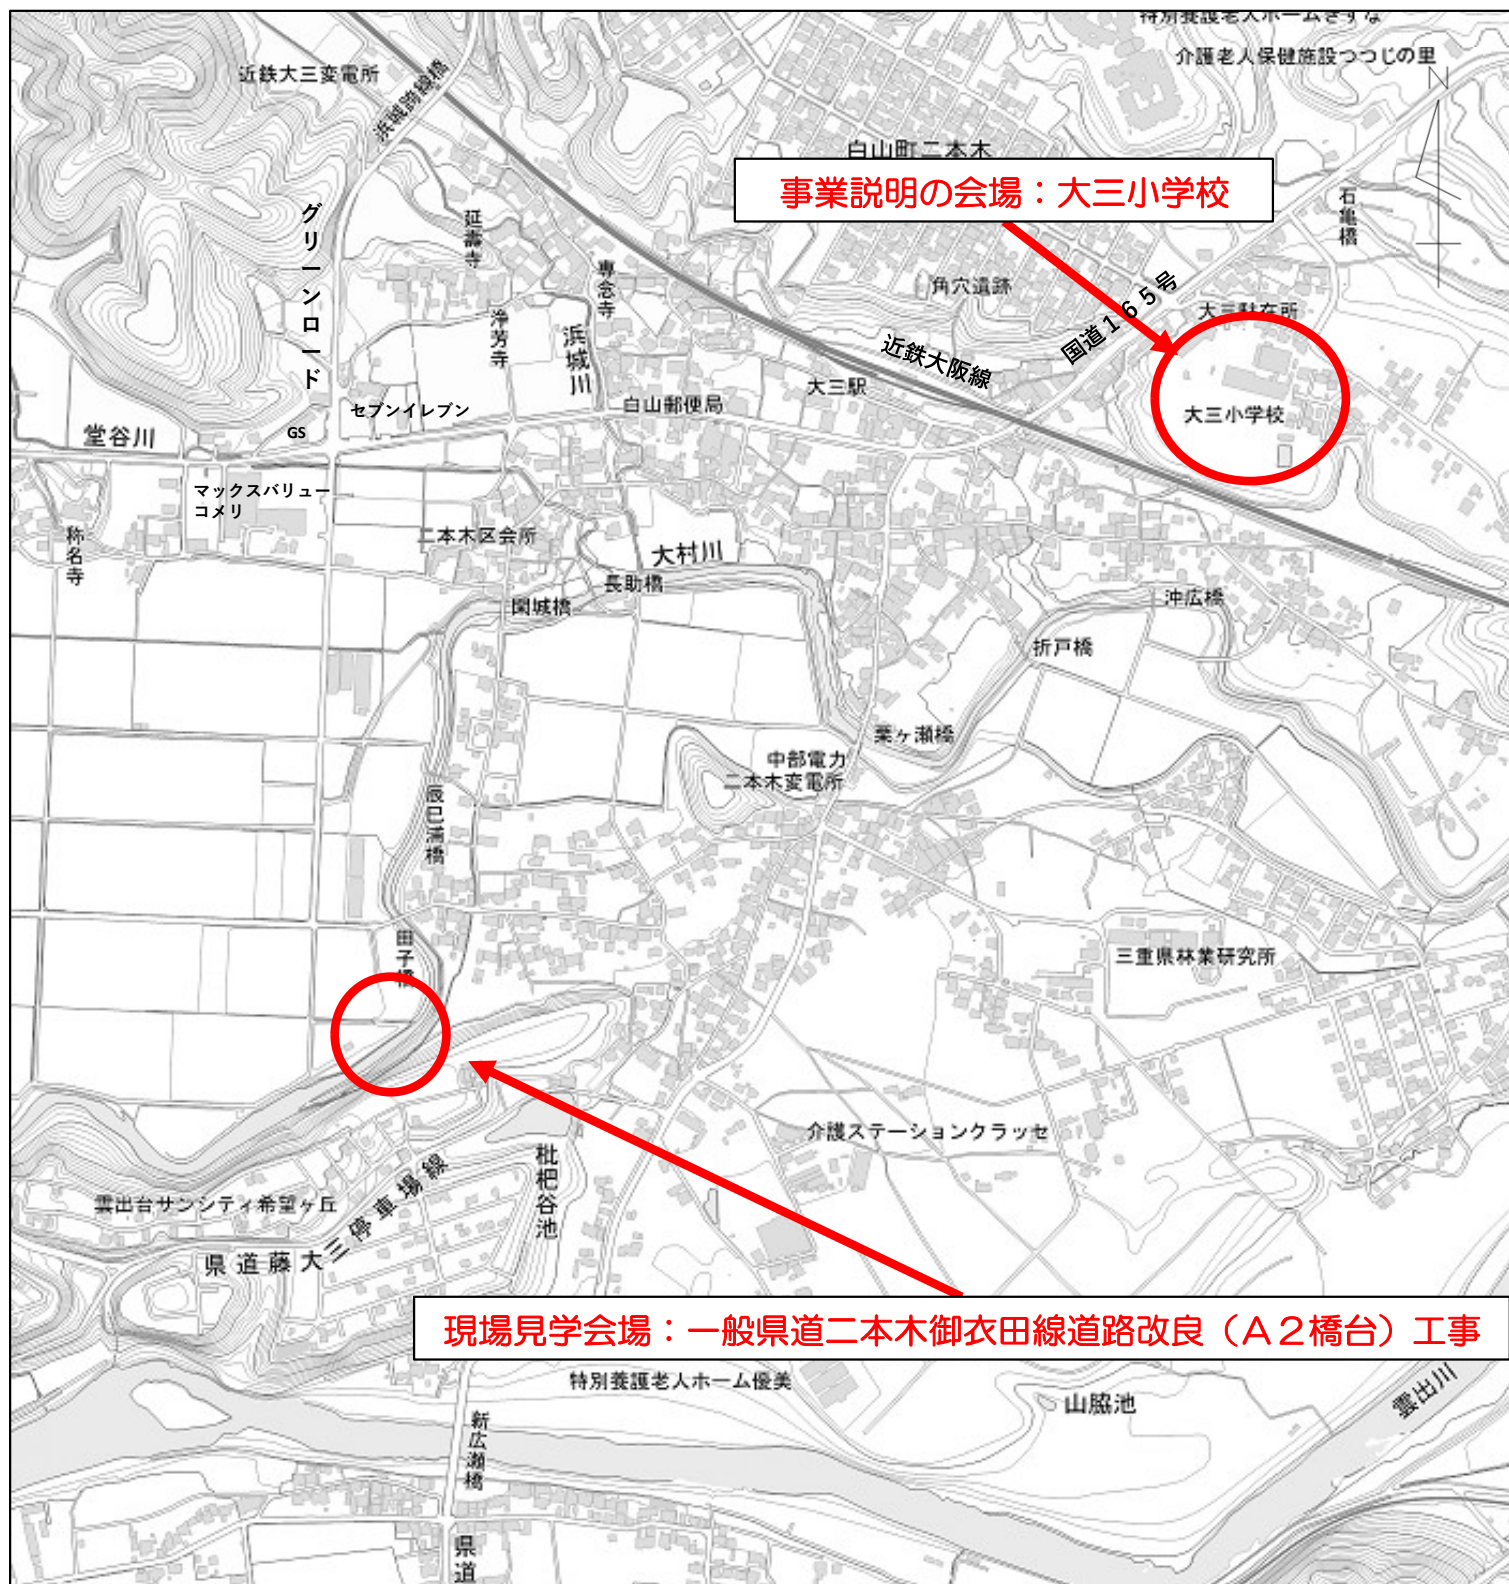 特別養護老人ホームきずな
介護老人保健施設つつじの里
N
近鉄大三変電所
浜城跨線橋
白山町二本木
事業説明の会場：大三小学校
石亀橋
グリーンロード
延壽寺
専念寺
角穴遺跡
国道１６５号
大三駐在所
浄芳寺
浜城川
近鉄大阪線
大三駅
セブンイレブン
白山郵便局
大三小学校
GS
堂谷川
マックスバリュー
コメリ
称名寺
二本木区会所
大村川
長助橋
沖広橋
折戸橋
業ヶ瀬橋
中部電力
二本木変電所
辰巳浦橋
田子橋
三重県林業研究所
介護ステーションクラッセ
枇杷谷池
雲出台サンシティ希望ヶ丘
県道藤大三停車場線
現場見学会場：一般県道二本木御衣田線道路改良（Ａ２橋台）工事
特別養護老人ホーム優美
山脇池
雲出川
新広瀬橋
県道